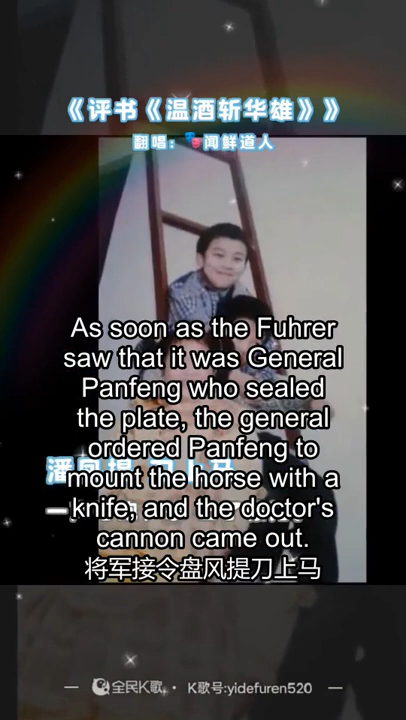 《评书《温酒斩华雄》》
翻唱：闻鲜道人
As soon as the Fuhrer
saw that it was General
Panfeng who sealed
the plate, the general
ordered Panfeng to
mount the horse with a
knife, and the doctor's
cannon came out.
将军接令盘风提刀上马
全民K歌 · K歌号:yidefuren520